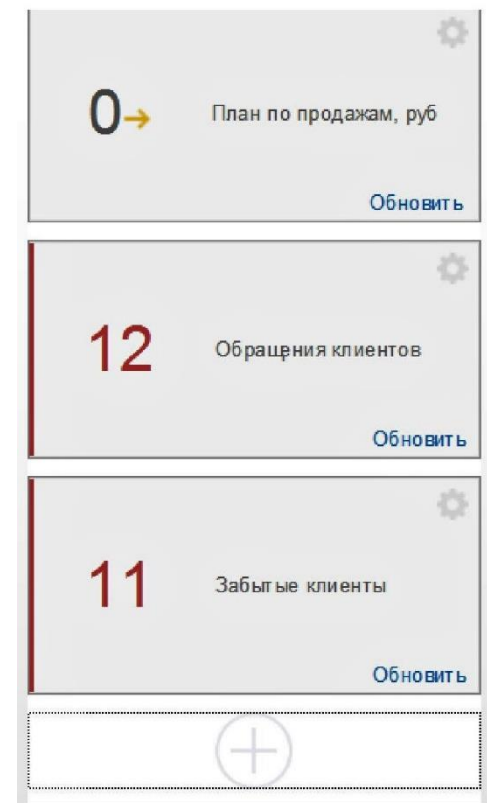 0→ План по продажам, руб
Обновить
12 Обращения клиентов
Обновить
11 Забытые клиенты
Обновить